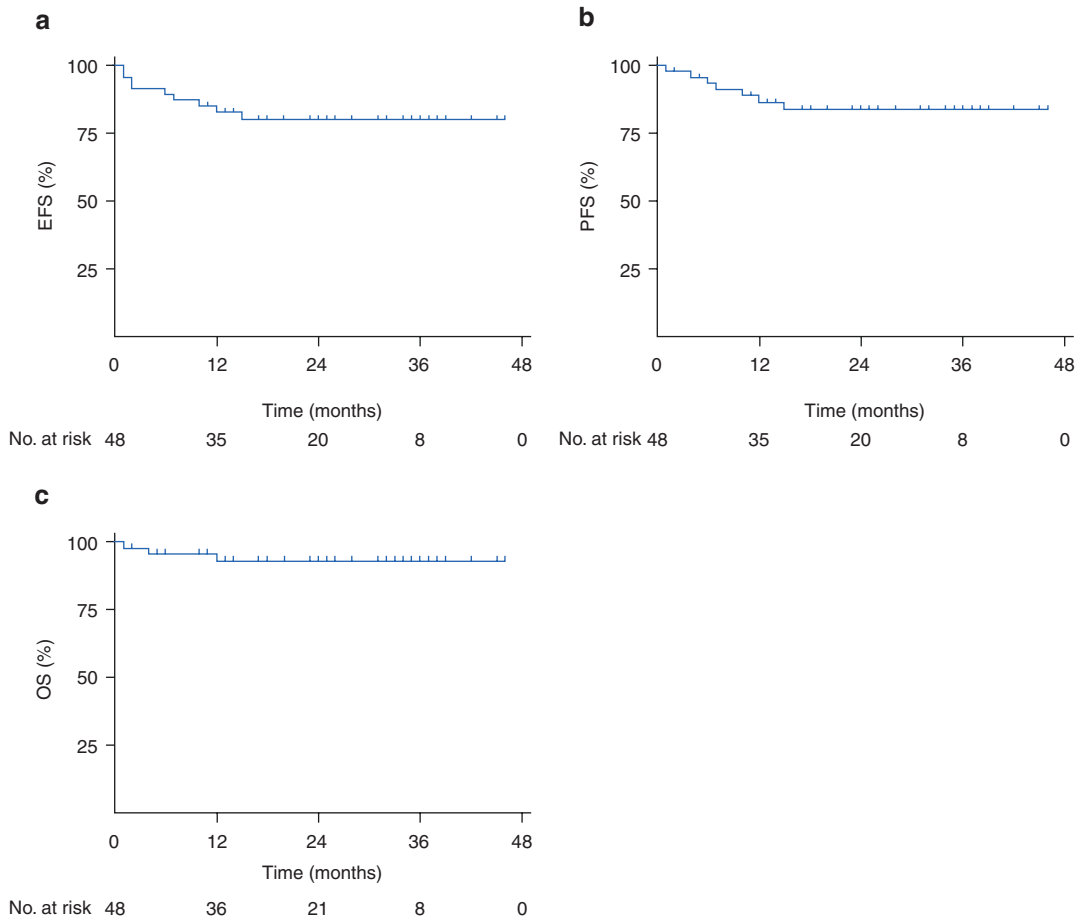 a
100
75
50
25
EFS (%)
0 12 24 36 48
Time (months)
No. at risk 48 35 20 8 0
b
100
75
50
25
PFS (%)
0 12 24 36 48
Time (months)
No. at risk 48 35 20 8 0
c
100
75
50
25
OS (%)
0 12 24 36 48
Time (months)
No. at risk 48 36 21 8 0